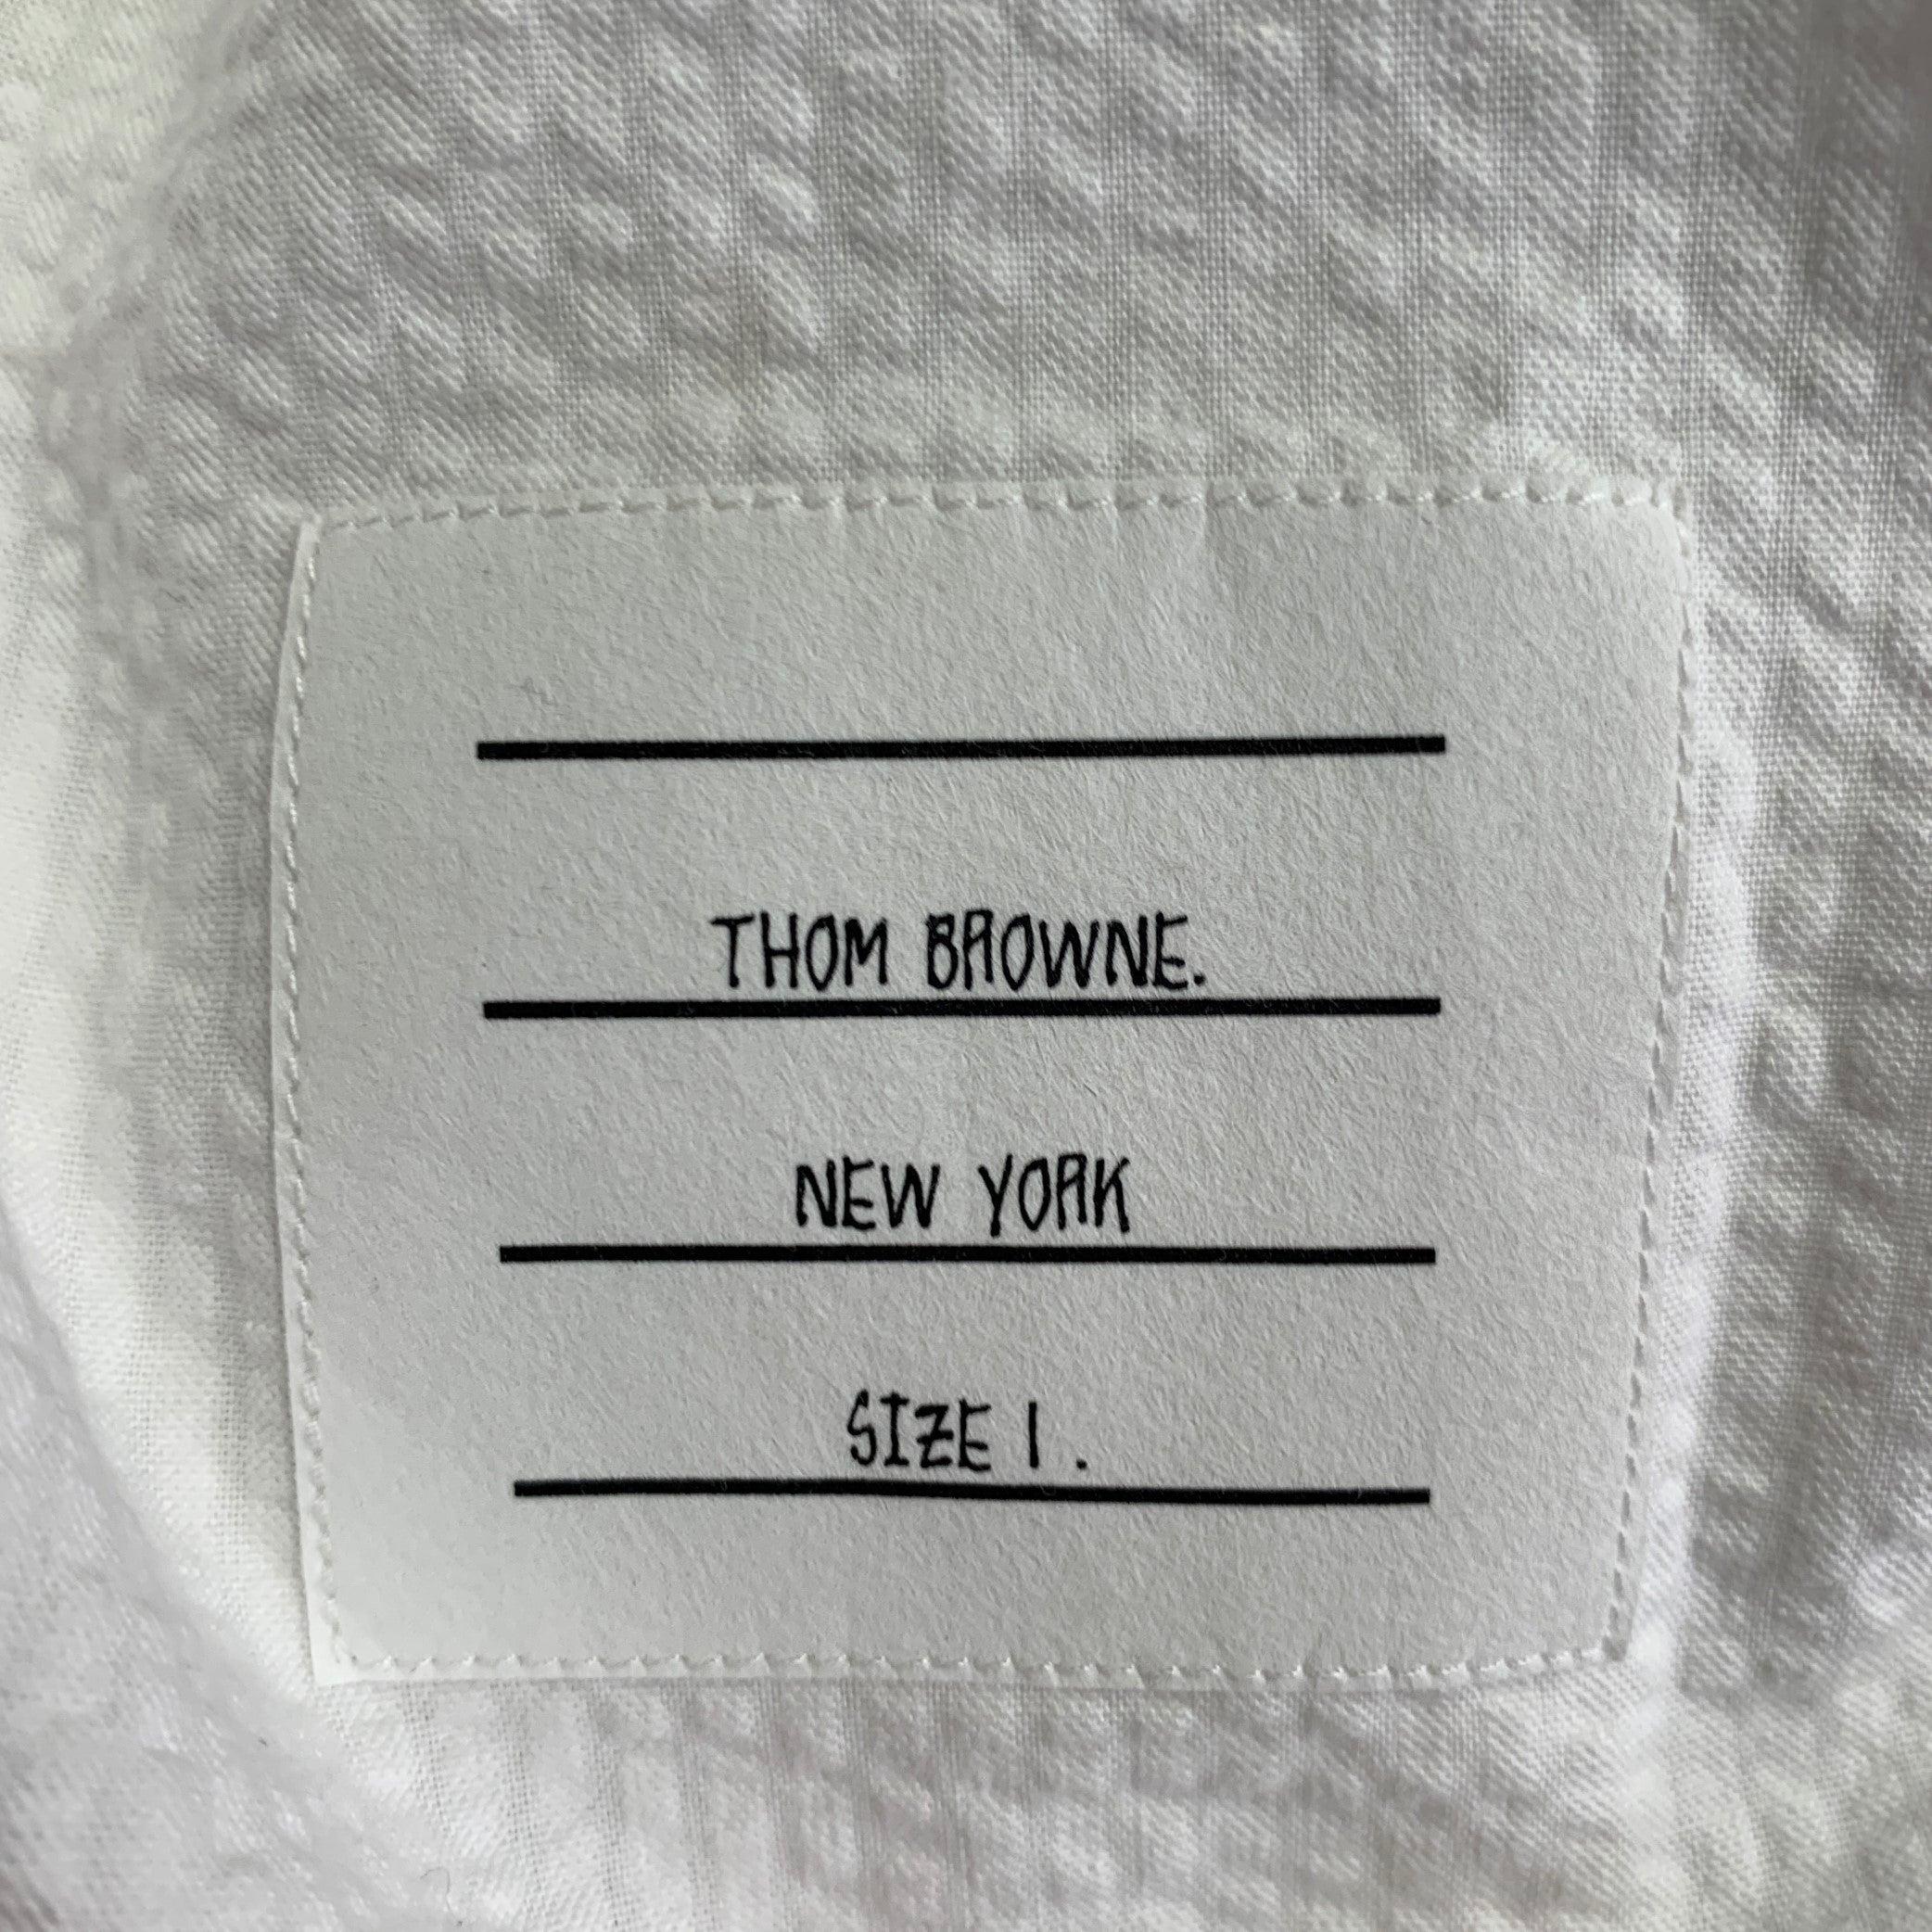 THOM BROWNE.
NEW YORK
SIZE 1.